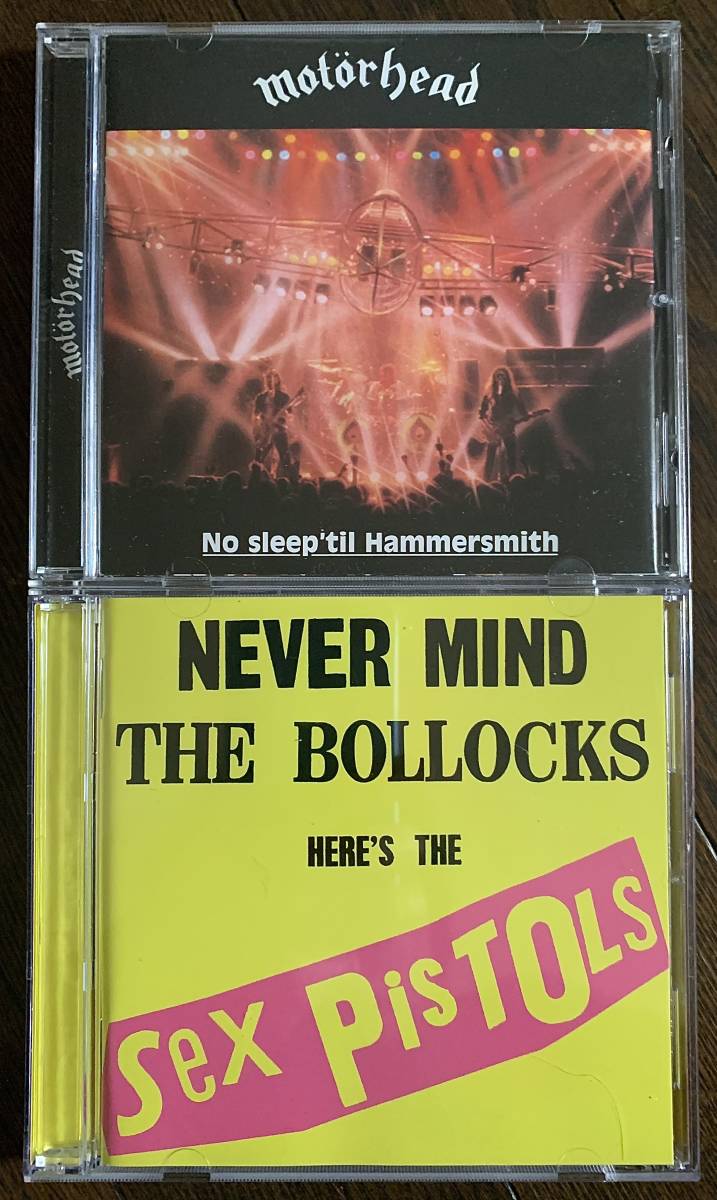 motörhead
motörhead
No sleep'til Hammersmith
NEVER MIND
THE BOLLOCKS
HERE'S THE
Sex PisTOLs